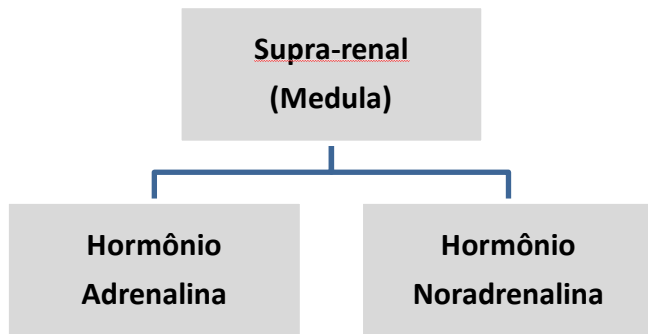 Supra-renal
(Medula)
Hormônio
Adrenalina
Hormônio
Noradrenalina